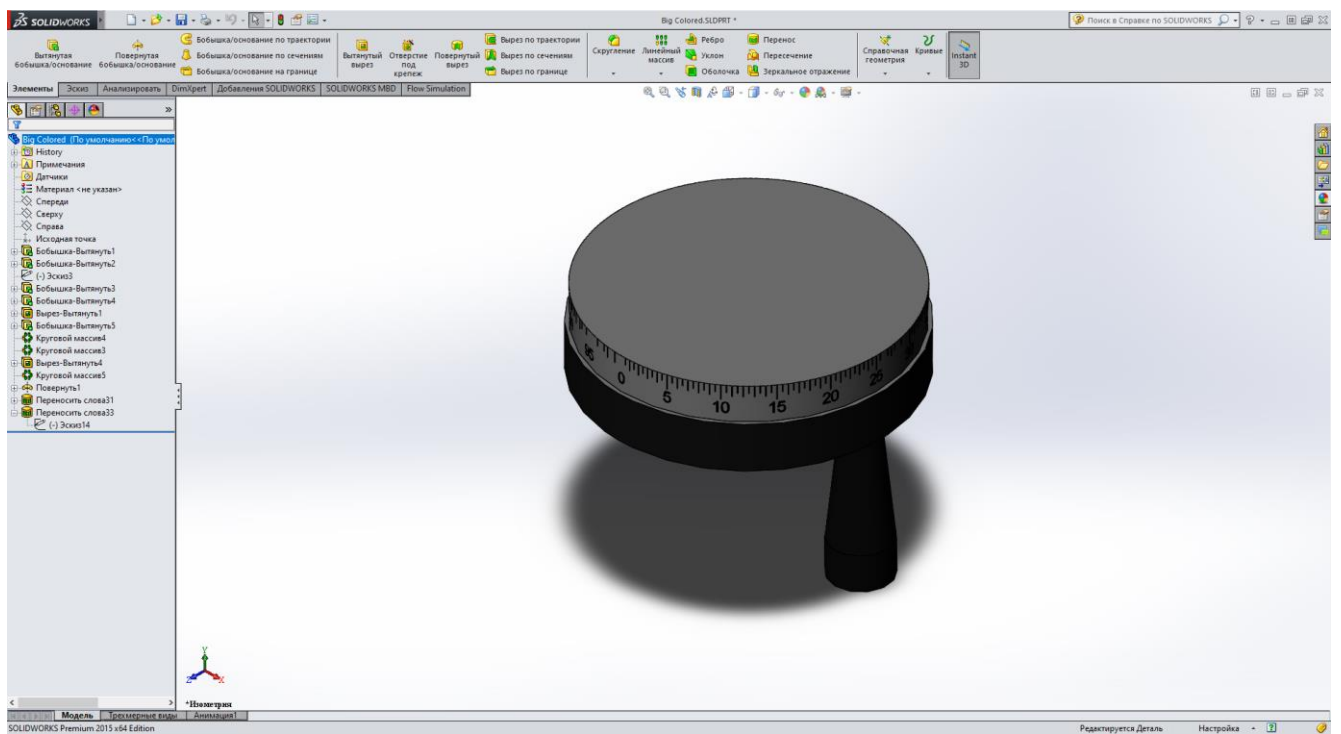 SOLIDWORKS
Big Colored.SLDPRT *
Поиск в Справке по SOLIDWORKS
Вытянутая бобышка/основание
Повернутая бобышка/основание
Бобышка/основание по траектории
Бобышка/основание по сечениям
Бобышка/основание на границе
Вытянутый вырез
Отверстие под крепеж
Повернутый вырез
Вырез по траектории
Вырез по сечениям
Вырез по границе
Скругление
Линейный массив
Ребро
Уклон
Оболочка
Перенос
Пересечение
Зеркальное отражение
Справочная геометрия
Кривые
Instant 3D
Элементы Эскиз Анализировать DimXpert Добавления SOLIDWORKS SOLIDWORKS MBD Flow Simulation
Big Colored (По умолчанию<<По умол
History
Примечания
Датчики
Материал <не указан>
Спереди
Сверху
Справа
Исходная точка
Бобышка-Вытянуть1
Бобышка-Вытянуть2
(-) Эскиз3
Бобышка-Вытянуть3
Бобышка-Вытянуть4
Вырез-Вытянуть1
Бобышка-Вытянуть5
Круговой массив4
Круговой массив3
Вырез-Вытянуть4
Круговой массив5
Повернуть1
Переносить слова31
Переносить слова33
(-) Эскиз14
0 5 10 15 20 25
Y
Z X
*Изометрия
Модель Трехмерные виды Анимация1
SOLIDWORKS Premium 2015 x64 Edition
Редактируется Деталь Настройка